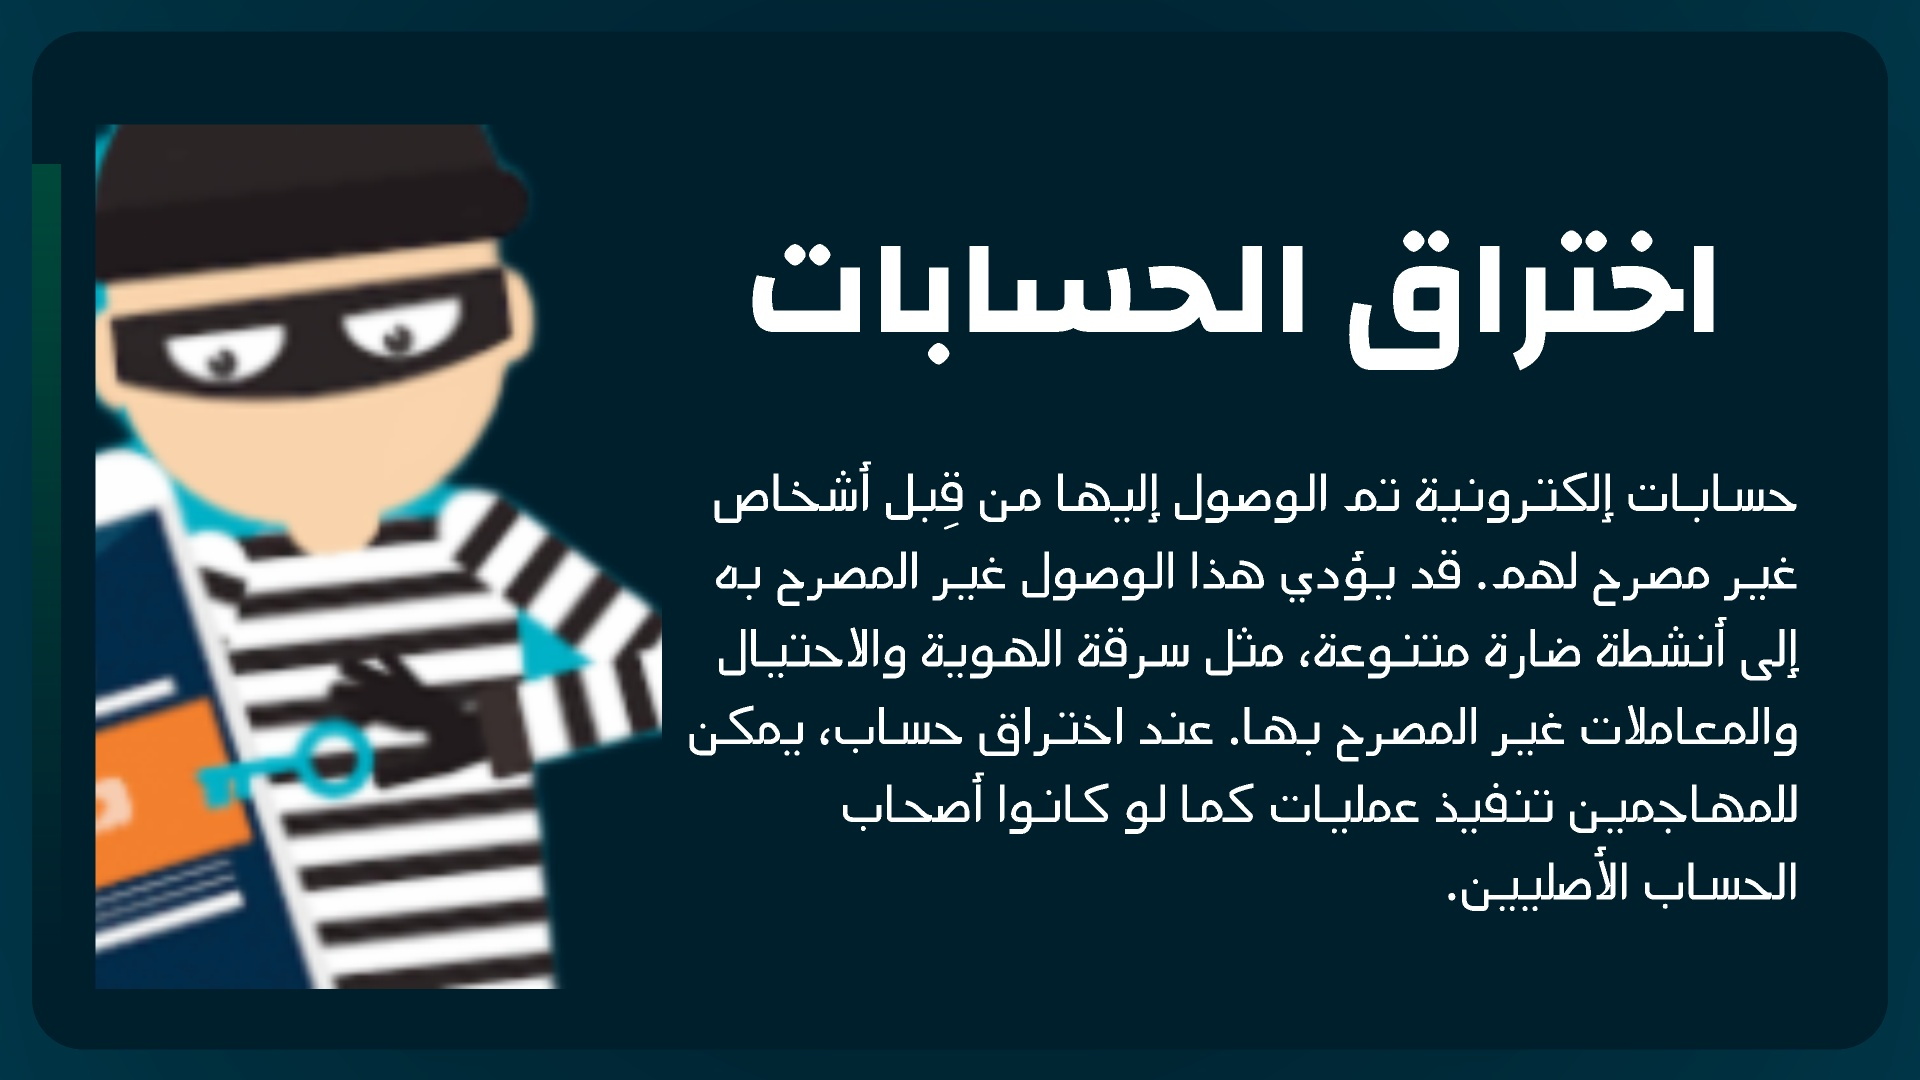 اختراق الحسابات
حسابات إلكترونية تم الوصول إليها من قِبل أشخاص
غير مصرح لهم. قد يؤدي هذا الوصول غير المصرح به
إلى أنشطة ضارة متنوعة، مثل سرقة الهوية والاحتيال
والمعاملات غير المصرح بها. عند اختراق حساب، يمكن
للمهاجمين تنفيذ عمليات كما لو كانوا أصحاب
الحساب الأصليين.